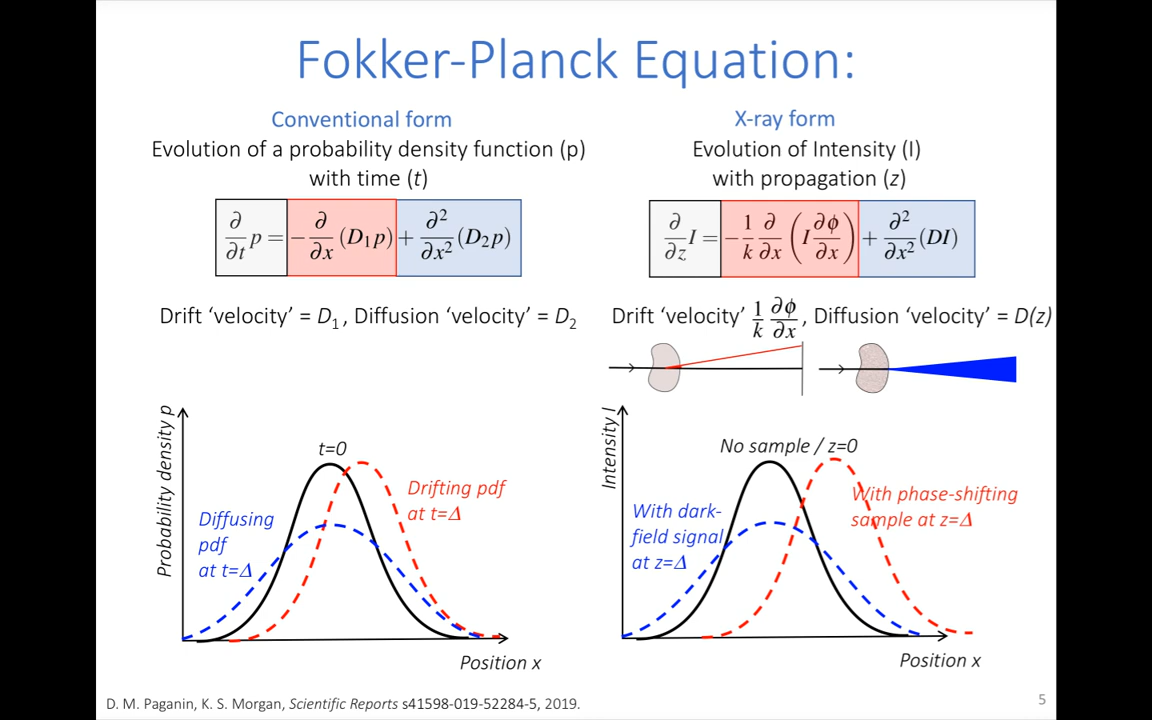 Fokker-Planck Equation:
Conventional form
Evolution of a probability density function (p)
with time (t)
∂/∂t p = −∂/∂x (D₁p) + ∂²/∂x² (D₂p)
Drift ‘velocity’ = D₁ , Diffusion ‘velocity’ = D₂
Probability density p
t=0
Drifting pdf
at t=Δ
Diffusing
pdf
at t=Δ
Position x
X-ray form
Evolution of Intensity (I)
with propagation (z)
∂/∂z I = −1/k ∂/∂x (I ∂ϕ/∂x) + ∂²/∂x² (DI)
Drift ‘velocity’ 1/k ∂ϕ/∂x , Diffusion ‘velocity’ = D(z)
Intensity I
No sample / z=0
With phase-shifting
sample at z=Δ
With dark-
field signal
at z=Δ
Position x
D. M. Paganin, K. S. Morgan, Scientific Reports s41598-019-52284-5, 2019.
5